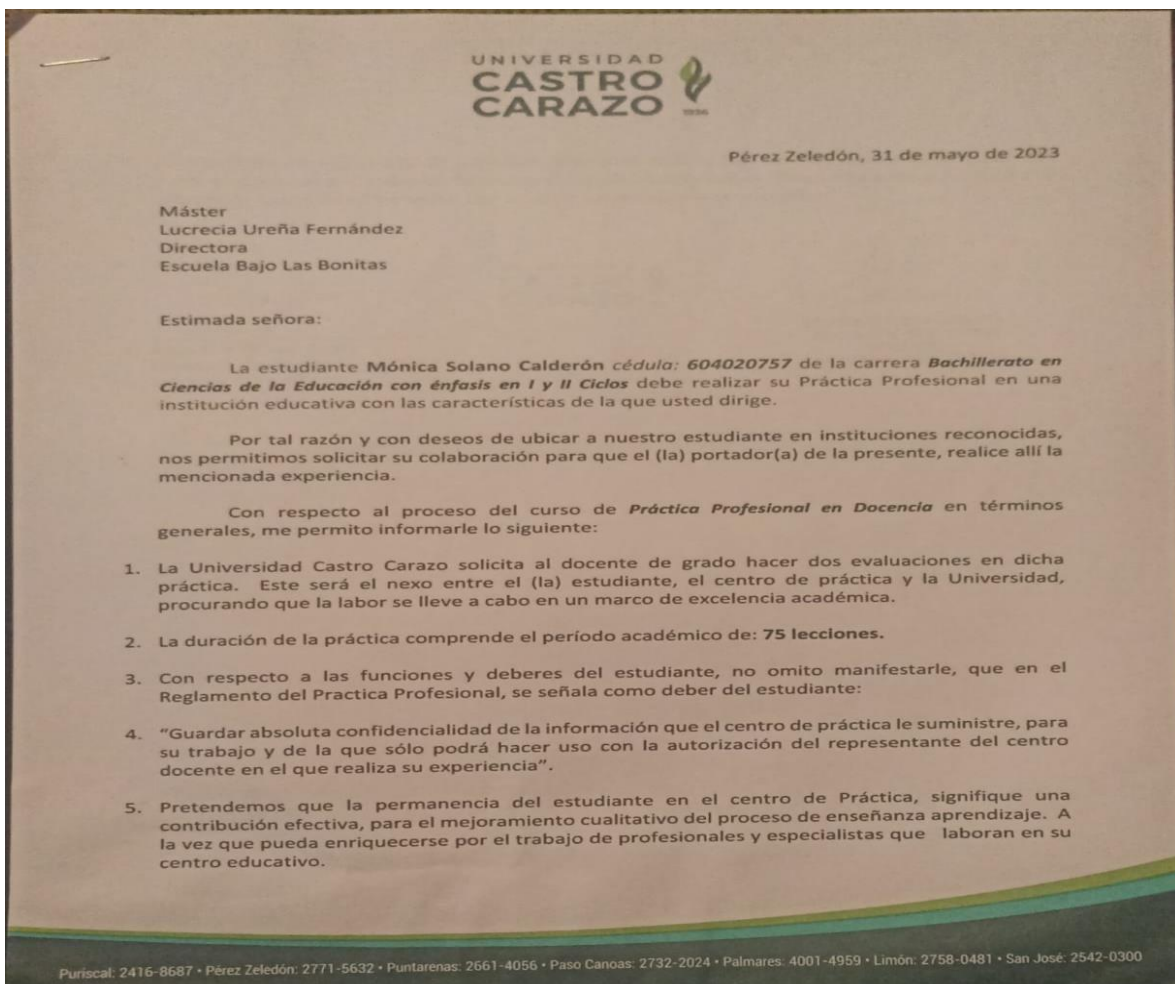 UNIVERSIDAD
CASTRO
CARAZO
Pérez Zeledón, 31 de mayo de 2023
Máster
Lucrecia Ureña Fernández
Directora
Escuela Bajo Las Bonitas
Estimada señora:
La estudiante Mónica Solano Calderón cédula: 604020757 de la carrera Bachillerato en
Ciencias de la Educación con énfasis en I y II Ciclos debe realizar su Práctica Profesional en una
institución educativa con las características de la que usted dirige.
Por tal razón y con deseos de ubicar a nuestro estudiante en instituciones reconocidas,
nos permitimos solicitar su colaboración para que el (la) portador(a) de la presente, realice allí la
mencionada experiencia.
Con respecto al proceso del curso de Práctica Profesional en Docencia en términos
generales, me permito informarle lo siguiente:
1. La Universidad Castro Carazo solicita al docente de grado hacer dos evaluaciones en dicha
práctica. Este será el nexo entre el (la) estudiante, el centro de práctica y la Universidad,
procurando que la labor se lleve a cabo en un marco de excelencia académica.
2. La duración de la práctica comprende el período académico de: 75 lecciones.
3. Con respecto a las funciones y deberes del estudiante, no omito manifestarle, que en el
Reglamento del Practica Profesional, se señala como deber del estudiante:
4. "Guardar absoluta confidencialidad de la información que el centro de práctica le suministre, para
su trabajo y de la que sólo podrá hacer uso con la autorización del representante del centro
docente en el que realiza su experiencia".
5. Pretendemos que la permanencia del estudiante en el centro de Práctica, signifique una
contribución efectiva, para el mejoramiento cualitativo del proceso de enseñanza aprendizaje. A
la vez que pueda enriquecerse por el trabajo de profesionales y especialistas que laboran en su
centro educativo.
Puriscal: 2416-8687 • Pérez Zeledón: 2771-5632 • Puntarenas: 2661-4056 • Paso Canoas: 2732-2024 • Palmares: 4001-4959 • Limón: 2758-0481 • San José: 2542-0300